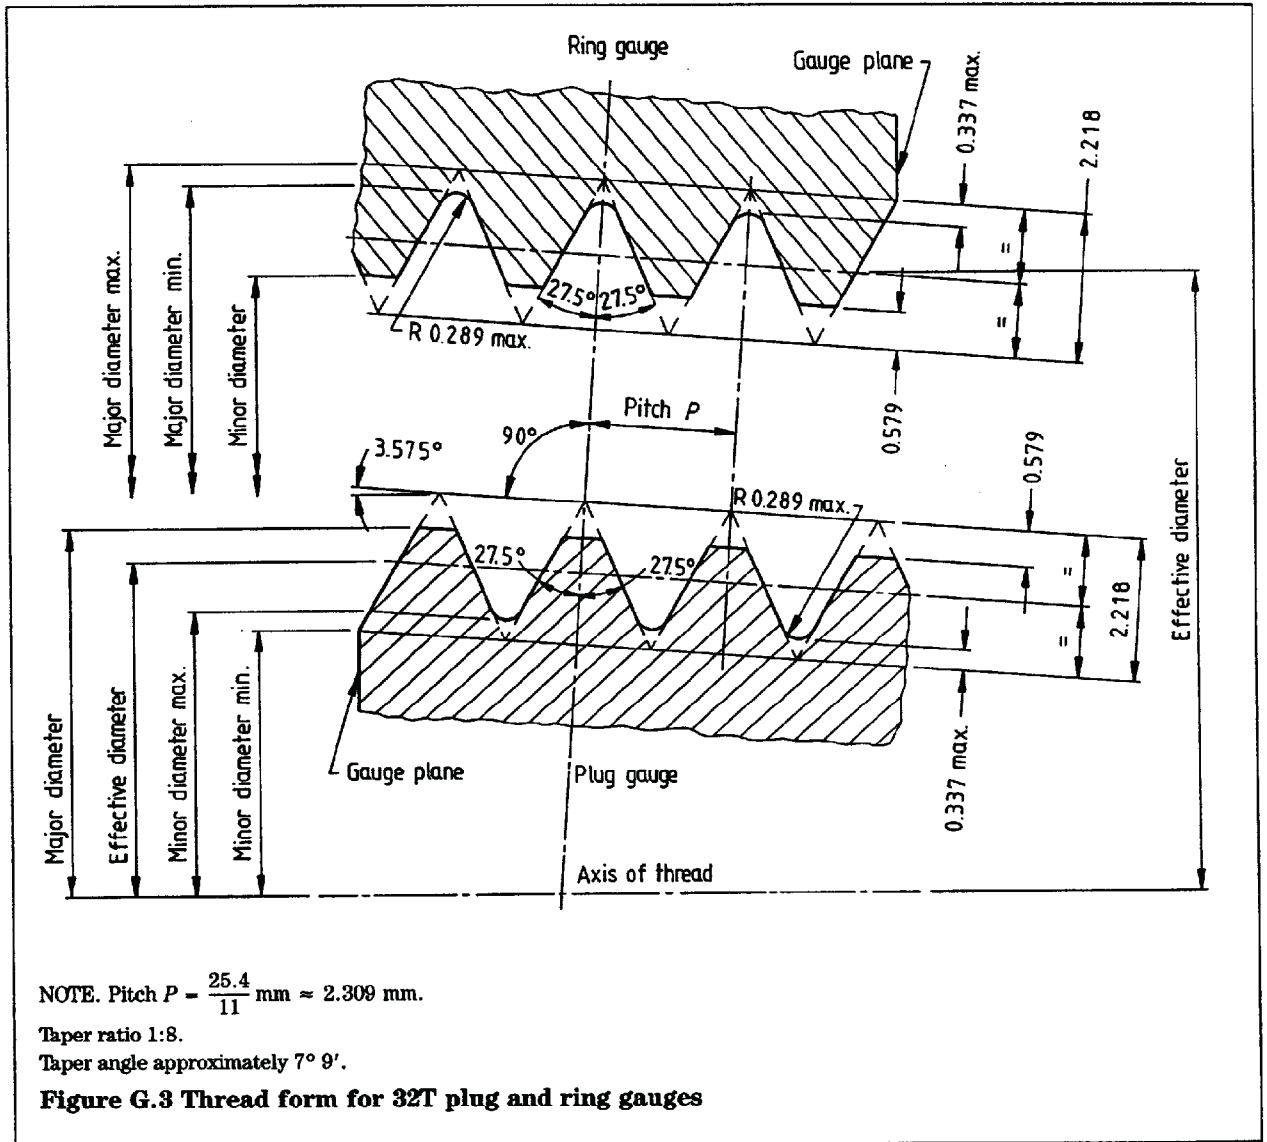 Ring gauge
Gauge plane
0.337 max.
2.218
Major diameter max.
Major diameter min.
Minor diameter
27.5° 27.5°
=
=
R 0.289 max.
Pitch P
90°
3.575°
0.579
0.579
R 0.289 max.
27.5°
27.5°
=
=
2.218
Effective diameter
Major diameter
Effective diameter
Minor diameter max.
Minor diameter min.
0.337 max.
Gauge plane
Plug gauge
Axis of thread
NOTE. Pitch P = 25.4/11 mm ≈ 2.309 mm.
Taper ratio 1:8.
Taper angle approximately 7° 9′.
Figure G.3 Thread form for 32T plug and ring gauges